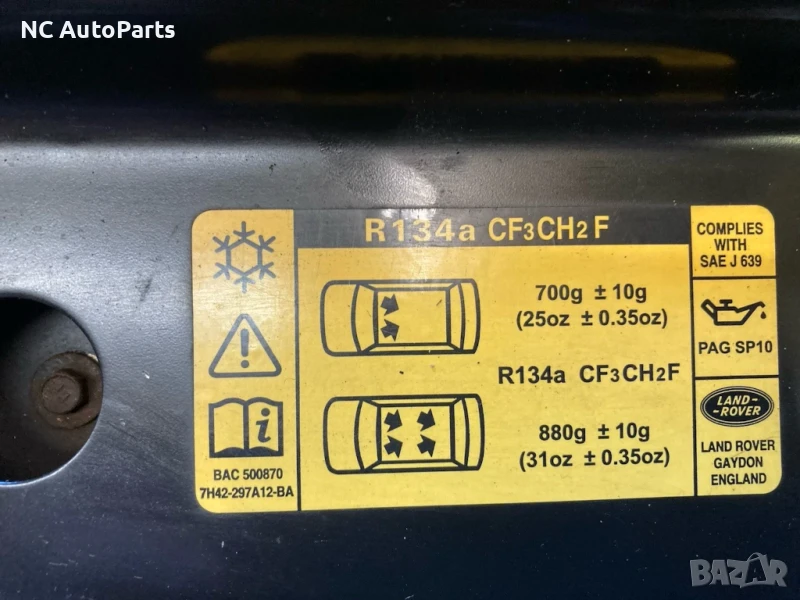 NC AutoParts
R134a CF3CH2F
COMPLIES
WITH
SAE J 639
700g ± 10g
(25oz ± 0.35oz)
PAG SP10
R134a CF3CH2F
880g ± 10g
(31oz ± 0.35oz)
LAND-
-ROVER
LAND ROVER
GAYDON
ENGLAND
BAC 500870
7H42-297A12-BA
BAZAR